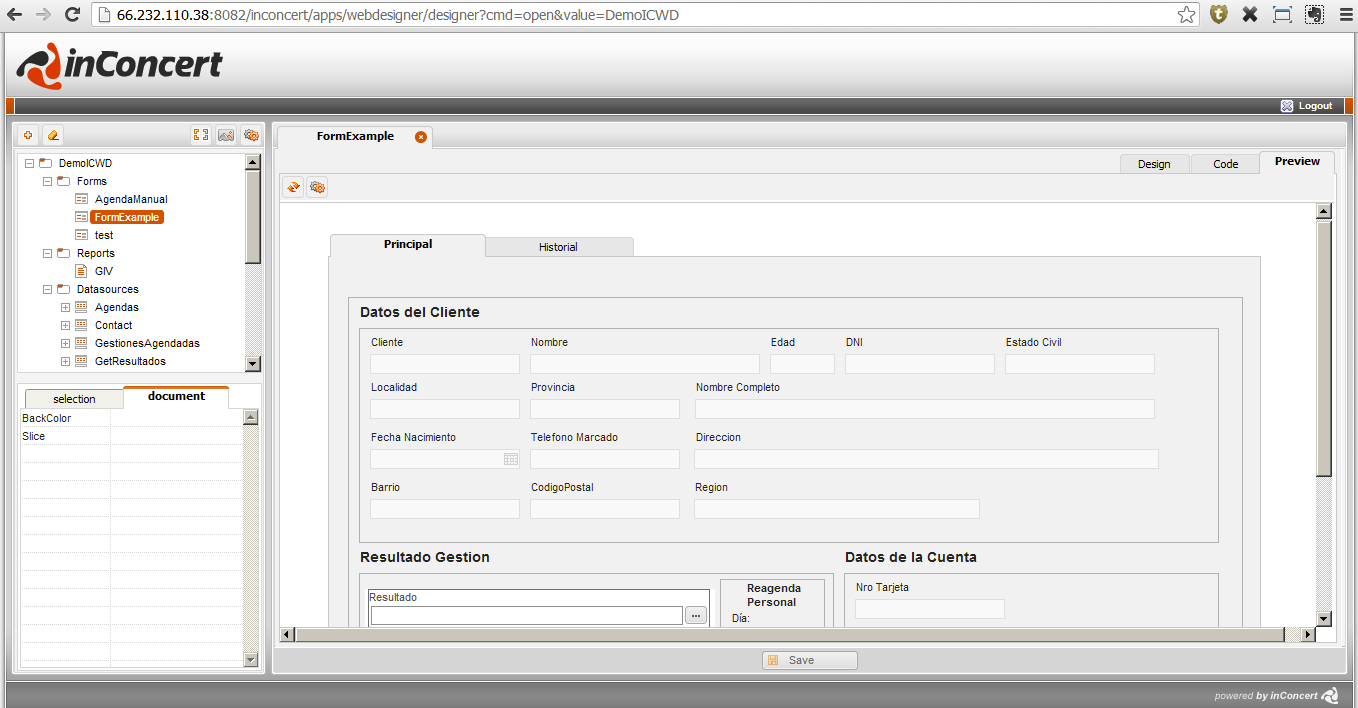 66.232.110.38:8082/inconcert/apps/webdesigner/designer?cmd=open&value=DemoICWD
inConcert
Logout
DemoICWD
Forms
AgendaManual
FormExample
test
Reports
GIV
Datasources
Agendas
Contact
GestionesAgendadas
GetResultados
selection document
BackColor
Slice
FormExample
Design Code Preview
Principal Historial
Datos del Cliente
Cliente Nombre Edad DNI Estado Civil
Localidad Provincia Nombre Completo
Fecha Nacimiento Telefono Marcado Direccion
Barrio CodigoPostal Region
Resultado Gestion Datos de la Cuenta
Resultado
...
Reagenda
Personal
Día:
Nro Tarjeta
Save
powered by inConcert